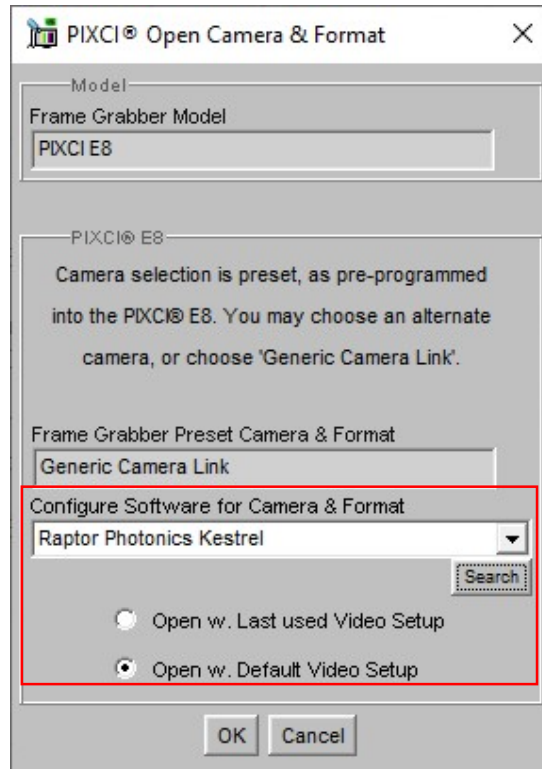 PIXCI® Open Camera & Format
Model
Frame Grabber Model
PIXCI E8
PIXCI® E8
Camera selection is preset, as pre-programmed
into the PIXCI® E8. You may choose an alternate
camera, or choose 'Generic Camera Link'.
Frame Grabber Preset Camera & Format
Generic Camera Link
Configure Software for Camera & Format
Raptor Photonics Kestrel
Search
Open w. Last used Video Setup
Open w. Default Video Setup
OK Cancel